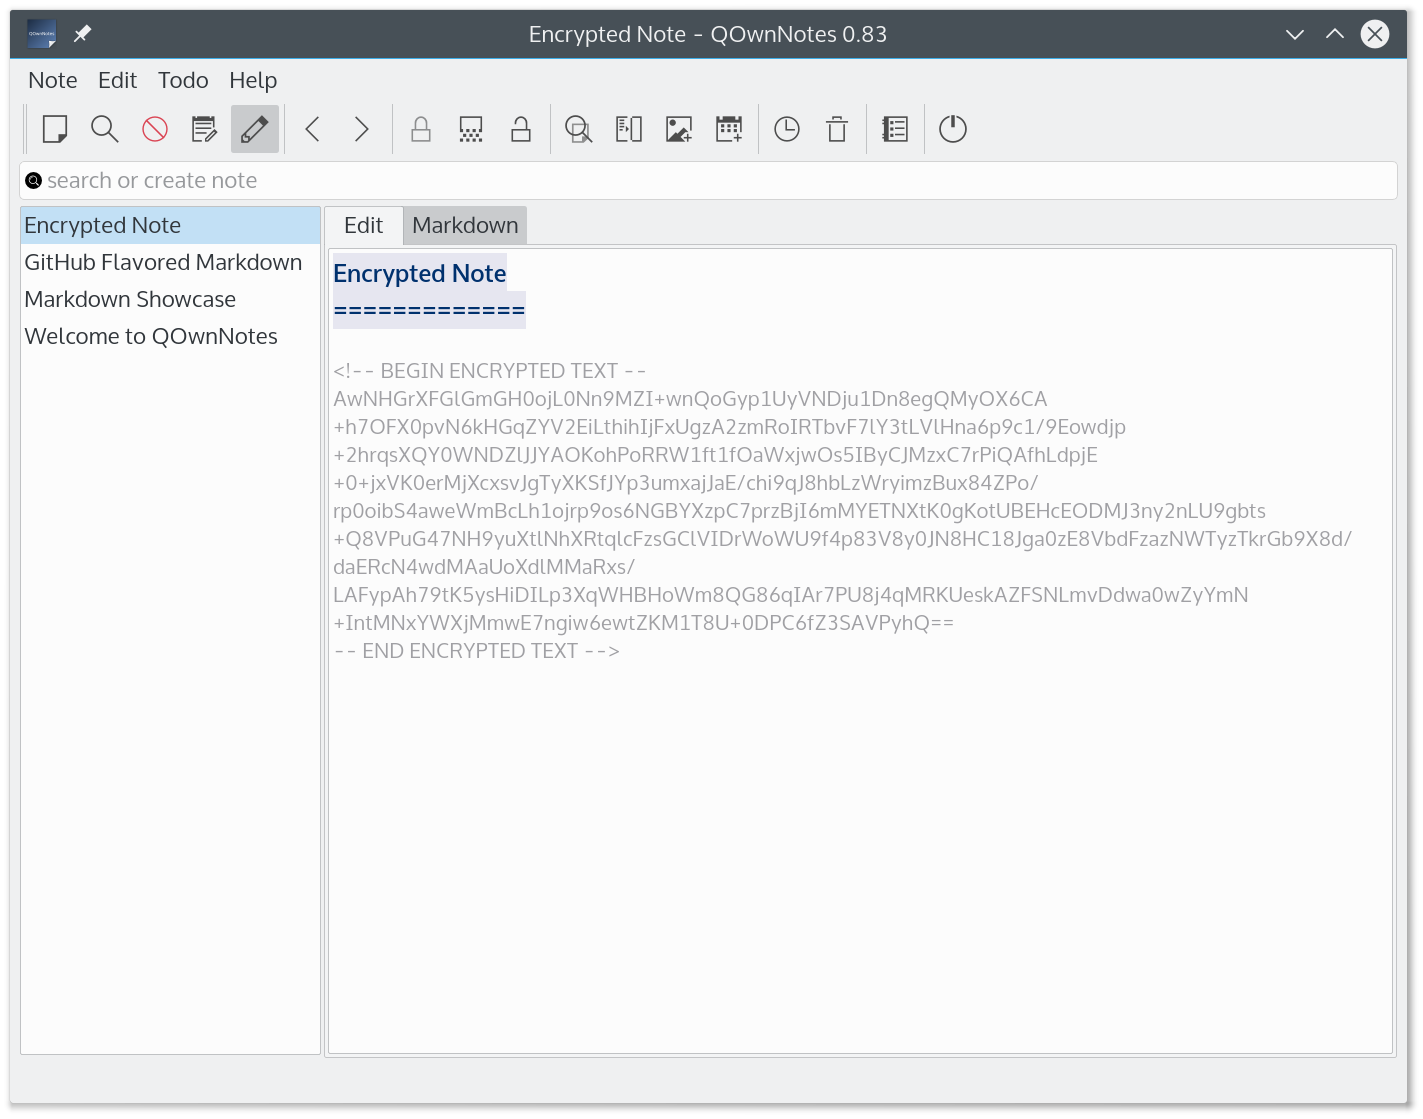 QOwnNotes
Encrypted Note - QOwnNotes 0.83
Note Edit Todo Help
search or create note
Encrypted Note
GitHub Flavored Markdown
Markdown Showcase
Welcome to QOwnNotes
Edit Markdown
Encrypted Note
=============
<!-- BEGIN ENCRYPTED TEXT --
AwNHGrXFGlGmGH0ojL0Nn9MZI+wnQoGyp1UyVNDju1Dn8egQMyOX6CA
+h7OFX0pvN6kHGqZYV2EiLthihIjFxUgzA2zmRoIRTbvF7lY3tLVlHna6p9c1/9Eowdjp
+2hrqsXQY0WNDZlJJYAOKohPoRRW1ft1fOaWxjwOs5IByCJMzxC7rPiQAfhLdpjE
+0+jxVK0erMjXcxsvJgTyXKSfJYp3umxajJaE/chi9qJ8hbLzWryimzBux84ZPo/
rp0oibS4aweWmBcLh1ojrp9os6NGBYXzpC7przBjI6mMYETNXtK0gKotUBEHcEODMJ3ny2nLU9gbts
+Q8VPuG47NH9yuXtlNhXRtqlcFzsGClVIDrWoWU9f4p83V8y0JN8HC18Jga0zE8VbdFzazNWTyzTkrGb9X8d/
daERcN4wdMAaUoXdlMMaRxs/
LAFypAh79tK5ysHiDILp3XqWHBHoWm8QG86qIAr7PU8j4qMRKUeskAZFSNLmvDdwa0wZyYmN
+IntMNxYWXjMmwE7ngiw6ewtZKM1T8U+0DPC6fZ3SAVPyhQ==
-- END ENCRYPTED TEXT -->